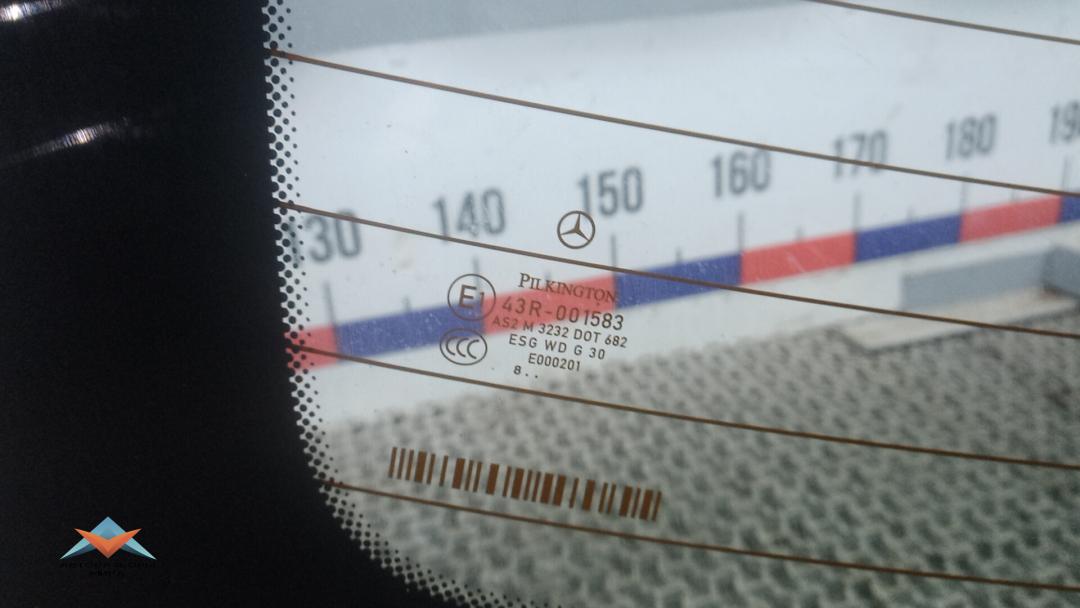 130 140 150 160 170 180
PILKINGTON
E1 43R-001583
AS2 M 3232 DOT 682
CCC ESG WD G 30
E000201
8..